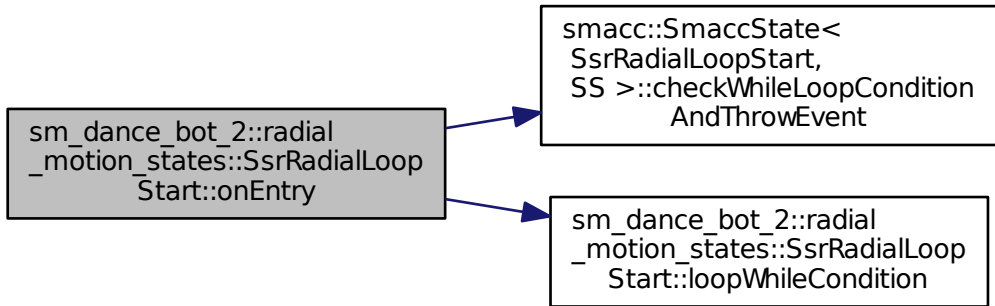 sm_dance_bot_2::radial
_motion_states::SsrRadialLoop
Start::onEntry
smacc::SmaccState<
SsrRadialLoopStart,
SS >::checkWhileLoopCondition
AndThrowEvent
sm_dance_bot_2::radial
_motion_states::SsrRadialLoop
Start::loopWhileCondition